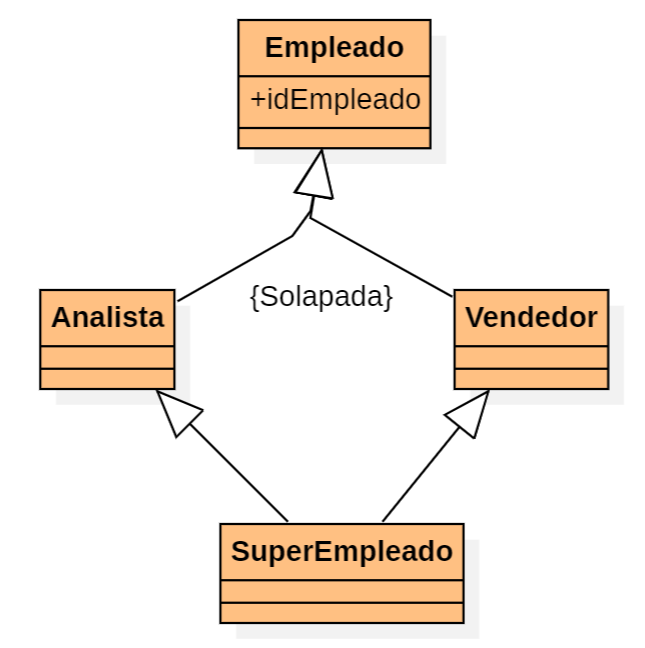 Empleado
+idEmpleado
{Solapada}
Analista
Vendedor
SuperEmpleado